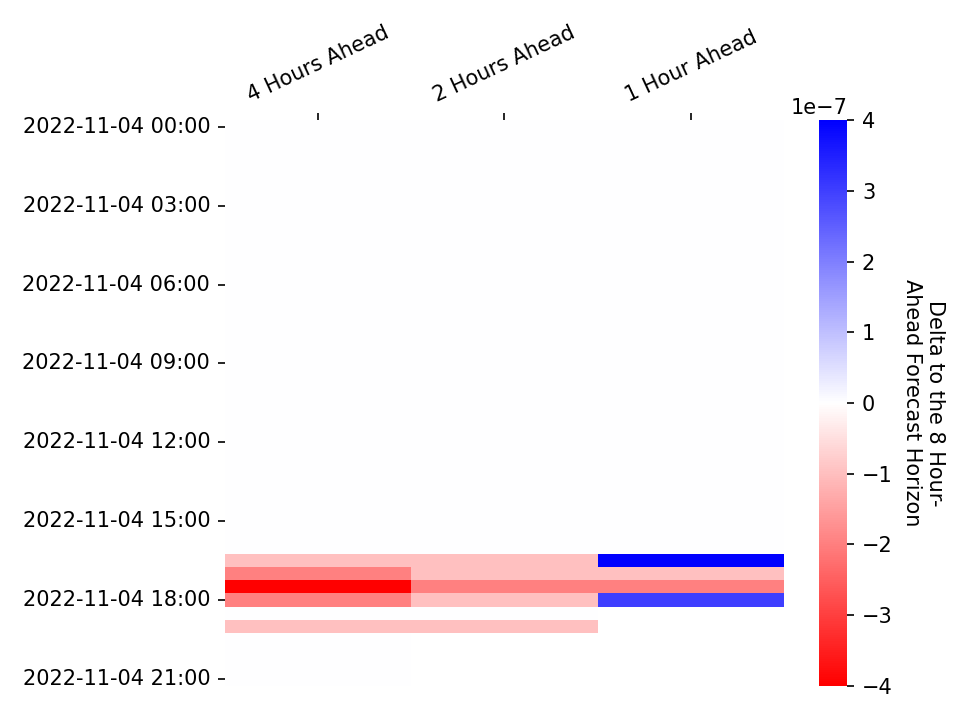 4 Hours Ahead
2 Hours Ahead
1 Hour Ahead
1e−7
2022-11-04 00:00
2022-11-04 03:00
2022-11-04 06:00
2022-11-04 09:00
2022-11-04 12:00
2022-11-04 15:00
2022-11-04 18:00
2022-11-04 21:00
4
3
2
1
0
−1
−2
−3
−4
Delta to the 8 Hour-
Ahead Forecast Horizon